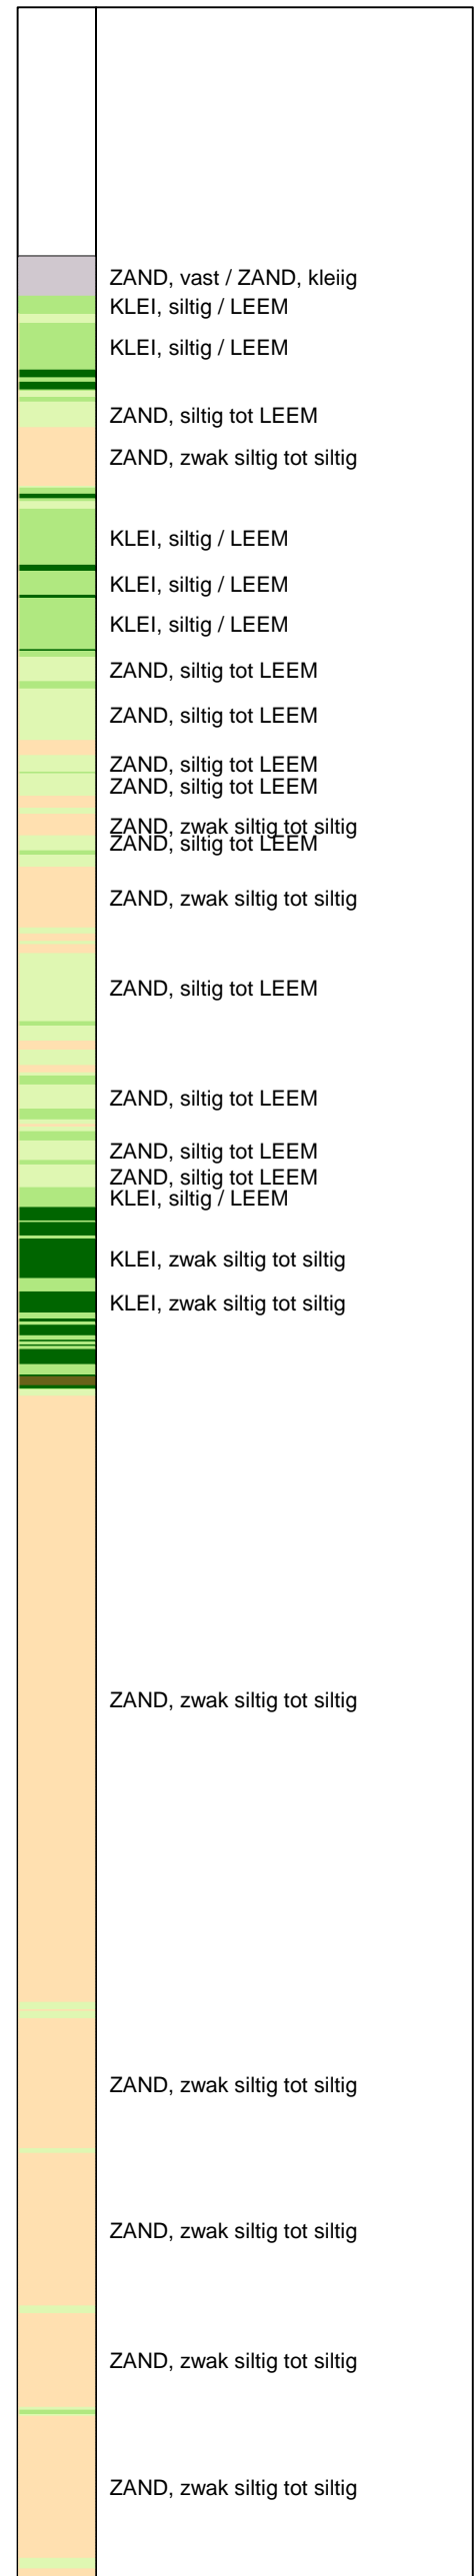 ZAND, vast / ZAND, kleiig
KLEI, siltig / LEEM
KLEI, siltig / LEEM
ZAND, siltig tot LEEM
ZAND, zwak siltig tot siltig
KLEI, siltig / LEEM
KLEI, siltig / LEEM
KLEI, siltig / LEEM
ZAND, siltig tot LEEM
ZAND, siltig tot LEEM
ZAND, siltig tot LEEM
ZAND, siltig tot LEEM
ZAND, zwak siltig tot siltig
ZAND, siltig tot LEEM
ZAND, zwak siltig tot siltig
ZAND, siltig tot LEEM
ZAND, siltig tot LEEM
ZAND, siltig tot LEEM
ZAND, siltig tot LEEM
KLEI, siltig / LEEM
KLEI, zwak siltig tot siltig
KLEI, zwak siltig tot siltig
ZAND, zwak siltig tot siltig
ZAND, zwak siltig tot siltig
ZAND, zwak siltig tot siltig
ZAND, zwak siltig tot siltig
ZAND, zwak siltig tot siltig